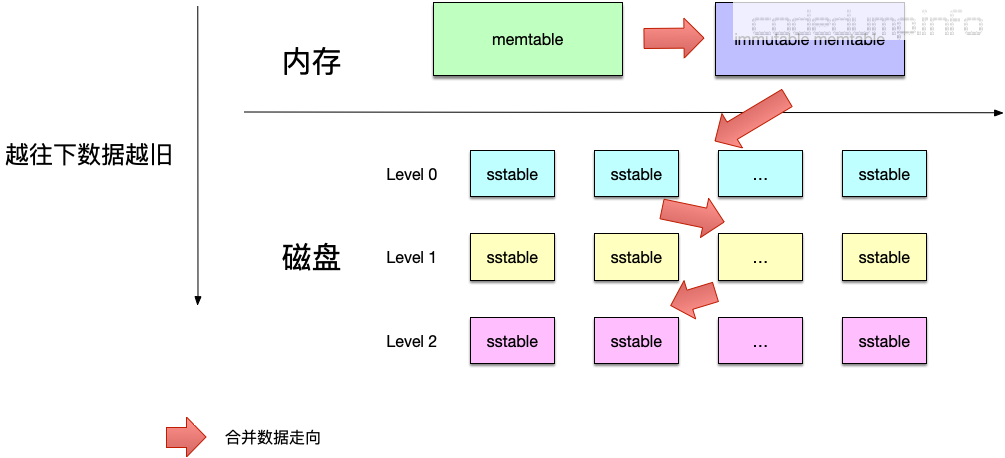 codedump.info
内存
memtable
immutable memtable
越往下数据越旧
磁盘
Level 0
sstable
sstable
...
sstable
Level 1
sstable
sstable
...
sstable
Level 2
sstable
sstable
...
sstable
合并数据走向